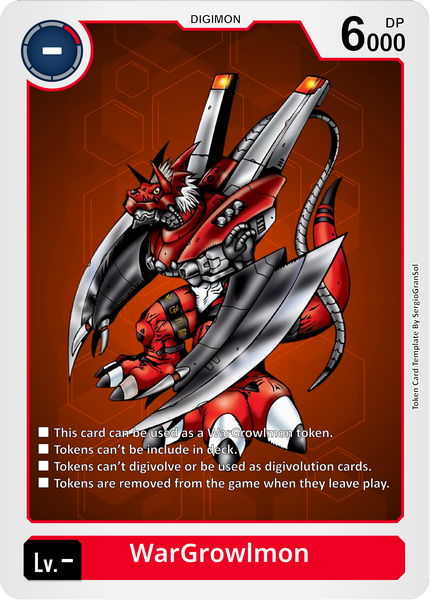 DIGIMON
-
DP
6000
Token Card Template By SergioGranSol
■ This card can be used as a WarGrowlmon token.
■ Tokens can't be include in deck.
■ Tokens can't digivolve or be used as digivolution cards.
■ Tokens are removed from the game when they leave play.
Lv.-
WarGrowlmon